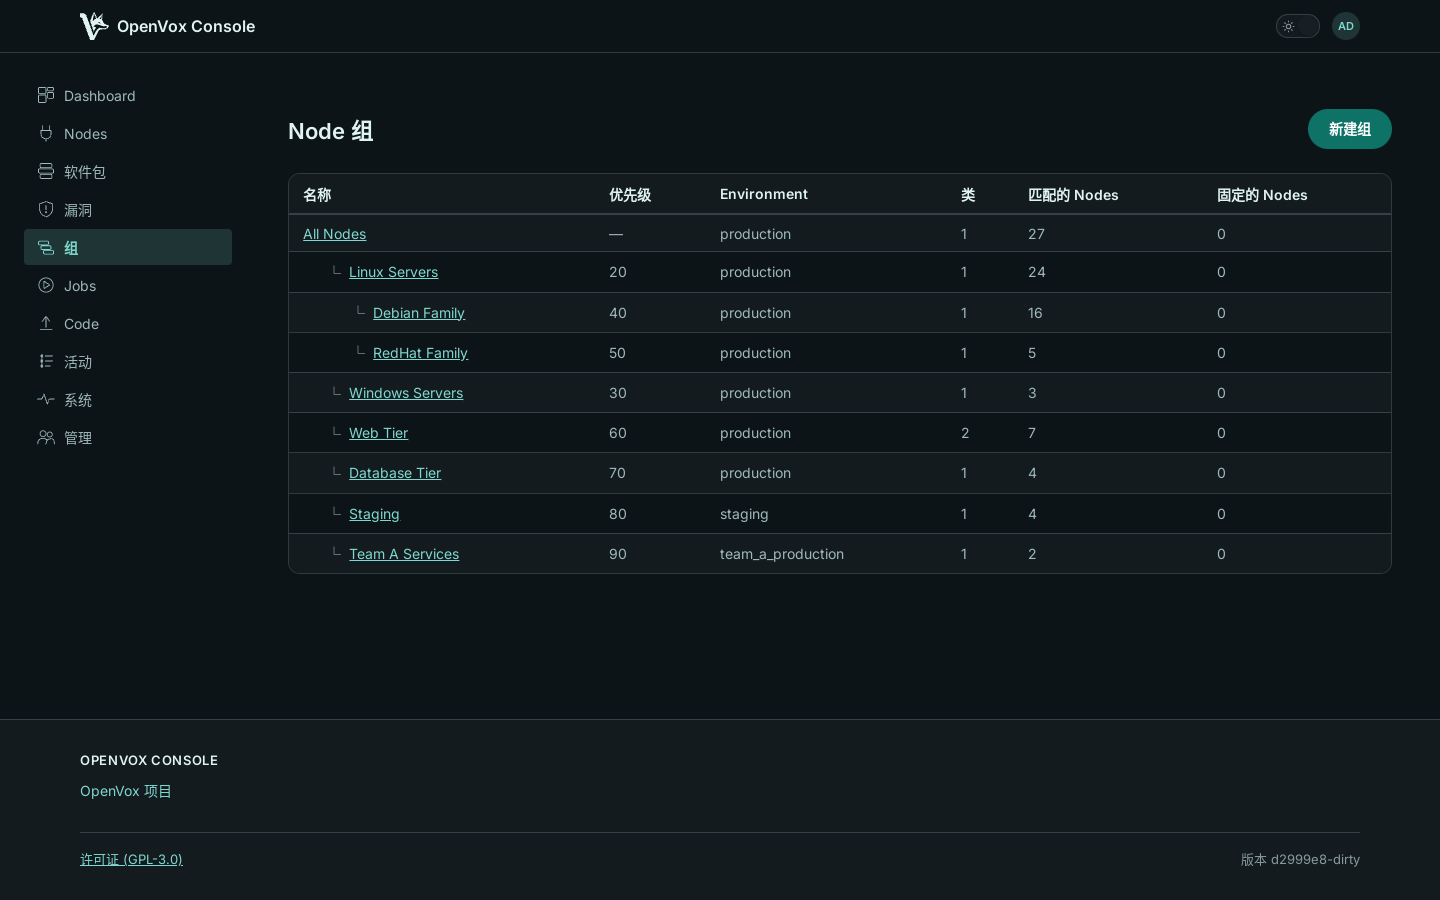 OpenVox Console
AD
Dashboard
Nodes
软件包
漏洞
组
Jobs
Code
活动
系统
管理
Node 组
新建组
名称 优先级 Environment 类 匹配的 Nodes 固定的 Nodes
All Nodes — production 1 27 0
Linux Servers 20 production 1 24 0
Debian Family 40 production 1 16 0
RedHat Family 50 production 1 5 0
Windows Servers 30 production 1 3 0
Web Tier 60 production 2 7 0
Database Tier 70 production 1 4 0
Staging 80 staging 1 4 0
Team A Services 90 team_a_production 1 2 0
OPENVOX CONSOLE
OpenVox 项目
许可证 (GPL-3.0)
版本 d2999e8-dirty